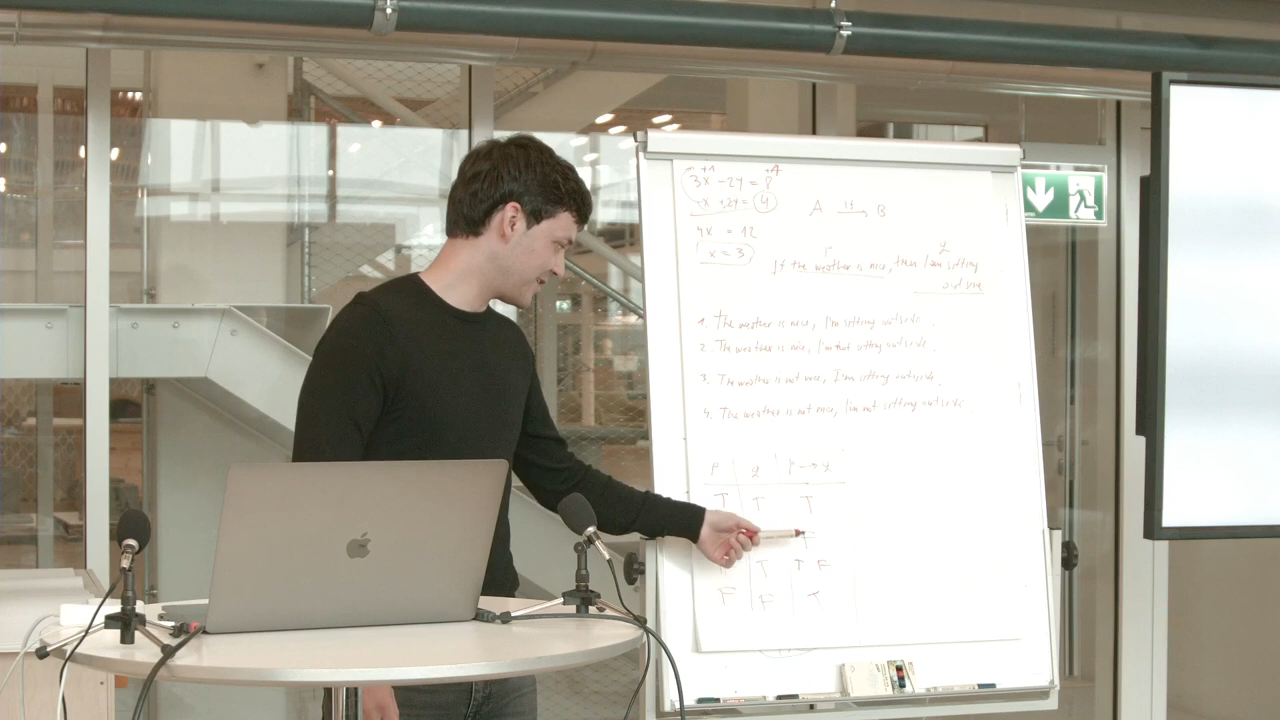 3x - 2y = 8
x + 2y = 4
4x = 12
x = 3
A → B
If the weather is nice, then I'm sitting
outside
1. The weather is nice, I'm sitting outside.
2. The weather is nice, I'm not sitting outside.
3. The weather is not nice, I'm sitting outside.
4. The weather is not nice, I'm not sitting outside.
p q p → q
T T T
T T F
F F T